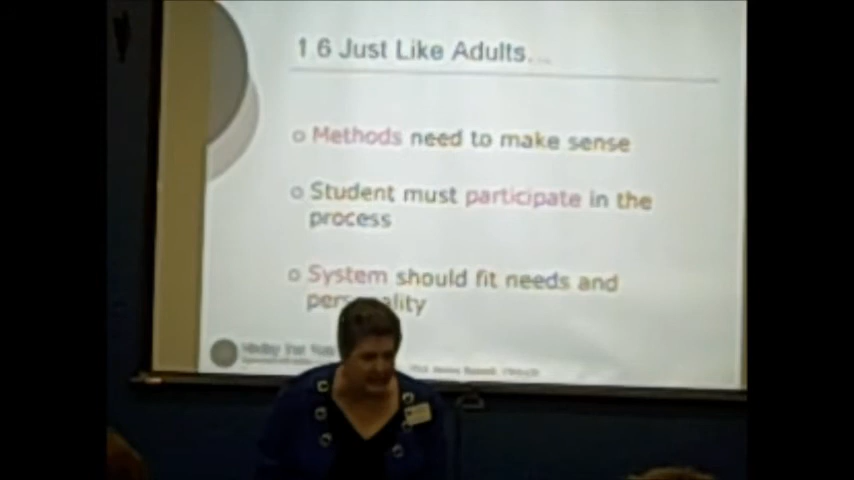 1.6 Just Like Adults...
o Methods need to make sense
o Student must participate in the
process
o System should fit needs and
personality